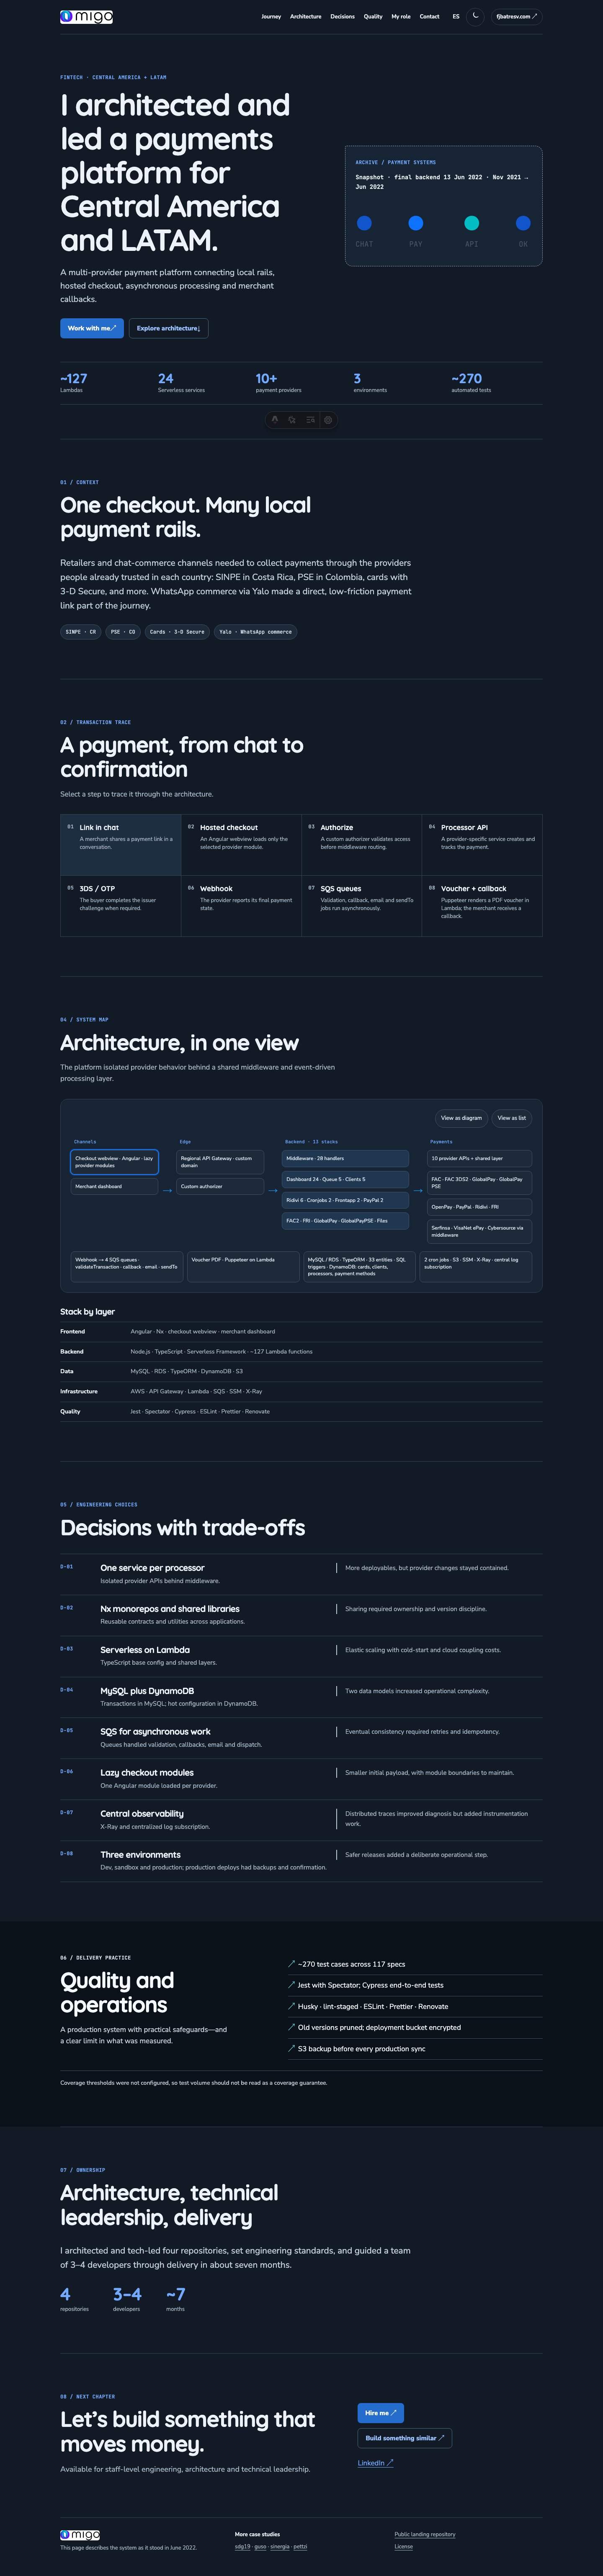 migo
Journey Architecture Decisions Quality My role Contact ES fjbatresv.com ↗
FINTECH · CENTRAL AMERICA + LATAM
I architected and
led a payments
platform for
Central America
and LATAM.
A multi-provider payment platform connecting local rails,
hosted checkout, asynchronous processing and merchant
callbacks.
Work with me↗ Explore architecture↓
ARCHIVE / PAYMENT SYSTEMS
Snapshot · final backend 13 Jun 2022 · Nov 2021 →
Jun 2022
CHAT PAY API OK
~127 24 10+ 3 ~270
Lambdas Serverless services payment providers environments automated tests
01 / CONTEXT
One checkout. Many local
payment rails.
Retailers and chat-commerce channels needed to collect payments through the providers
people already trusted in each country: SINPE in Costa Rica, PSE in Colombia, cards with
3-D Secure, and more. WhatsApp commerce via Yalo made a direct, low-friction payment
link part of the journey.
SINPE · CR PSE · CO Cards · 3-D Secure Yalo · WhatsApp commerce
02 / TRANSACTION TRACE
A payment, from chat to
confirmation
Select a step to trace it through the architecture.
01 Link in chat
A merchant shares a payment link in a
conversation.
02 Hosted checkout
An Angular webview loads only the
selected provider module.
03 Authorize
A custom authorizer validates access
before middleware routing.
04 Processor API
A provider-specific service creates and
tracks the payment.
05 3DS / OTP
The buyer completes the issuer
challenge when required.
06 Webhook
The provider reports its final payment
state.
07 SQS queues
Validation, callback, email and sendTo
jobs run asynchronously.
08 Voucher + callback
Puppeteer renders a PDF voucher in
Lambda; the merchant receives a
callback.
04 / SYSTEM MAP
Architecture, in one view
The platform isolated provider behavior behind a shared middleware and event-driven
processing layer.
View as diagram View as list
Channels
Checkout webview · Angular · lazy
provider modules
Merchant dashboard
Edge
Regional API Gateway · custom
domain
Custom authorizer
Backend · 13 stacks
Middleware · 28 handlers
Dashboard 24 · Queue 5 · Clients 5
Ridivi 6 · Cronjobs 2 · Frontapp 2 · PayPal 2
FAC2 · FRI · GlobalPay · GlobalPayPSE · Files
Payments
10 provider APIs + shared layer
FAC · FAC 3DS2 · GlobalPay · GlobalPay
PSE
OpenPay · PayPal · Ridivi · FRI
Serfinsa · VisaNet ePay · Cybersource via
middleware
Webhook → 4 SQS queues ·
validateTransaction · callback · email · sendTo
Voucher PDF · Puppeteer on Lambda
MySQL / RDS · TypeORM · 33 entities · SQL
triggers · DynamoDB: cards, clients,
processors, payment methods
2 cron jobs · S3 · SSM · X-Ray · central log
subscription
Stack by layer
Frontend Angular · Nx · checkout webview · merchant dashboard
Backend Node.js · TypeScript · Serverless Framework · ~127 Lambda functions
Data MySQL · RDS · TypeORM · DynamoDB · S3
Infrastructure AWS · API Gateway · Lambda · SQS · SSM · X-Ray
Quality Jest · Spectator · Cypress · ESLint · Prettier · Renovate
05 / ENGINEERING CHOICES
Decisions with trade-offs
D-01 One service per processor
Isolated provider APIs behind middleware.
More deployables, but provider changes stayed contained.
D-02 Nx monorepos and shared libraries
Reusable contracts and utilities across applications.
Sharing required ownership and version discipline.
D-03 Serverless on Lambda
TypeScript base config and shared layers.
Elastic scaling with cold-start and cloud coupling costs.
D-04 MySQL plus DynamoDB
Transactions in MySQL; hot configuration in DynamoDB.
Two data models increased operational complexity.
D-05 SQS for asynchronous work
Queues handled validation, callbacks, email and dispatch.
Eventual consistency required retries and idempotency.
D-06 Lazy checkout modules
One Angular module loaded per provider.
Smaller initial payload, with module boundaries to maintain.
D-07 Central observability
X-Ray and centralized log subscription.
Distributed traces improved diagnosis but added instrumentation
work.
D-08 Three environments
Dev, sandbox and production; production deploys had backups and confirmation.
Safer releases added a deliberate operational step.
06 / DELIVERY PRACTICE
Quality and
operations
A production system with practical safeguards—and
a clear limit in what was measured.
↗ ~270 test cases across 117 specs
↗ Jest with Spectator; Cypress end-to-end tests
↗ Husky · lint-staged · ESLint · Prettier · Renovate
↗ Old versions pruned; deployment bucket encrypted
↗ S3 backup before every production sync
Coverage thresholds were not configured, so test volume should not be read as a coverage guarantee.
07 / OWNERSHIP
Architecture, technical
leadership, delivery
I architected and tech-led four repositories, set engineering standards, and guided a team
of 3–4 developers through delivery in about seven months.
4 3–4 ~7
repositories developers months
08 / NEXT CHAPTER
Let’s build something that
moves money.
Available for staff-level engineering, architecture and technical leadership.
Hire me ↗
Build something similar ↗
LinkedIn ↗
migo
This page describes the system as it stood in June 2022.
More case studies
sdg19 · guso · sinergia · pettsi
Public landing repository
License